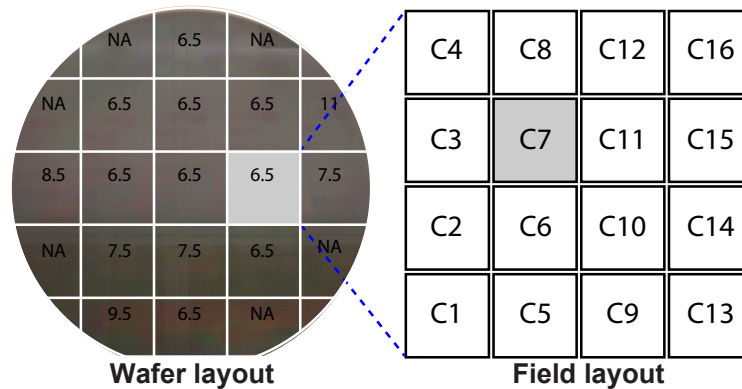 NA 6.5 NA
NA 6.5 6.5 6.5 11
8.5 6.5 6.5 6.5 7.5
NA 7.5 7.5 6.5 NA
9.5 6.5 NA
Wafer layout
C4 C8 C12 C16
C3 C7 C11 C15
C2 C6 C10 C14
C1 C5 C9 C13
Field layout